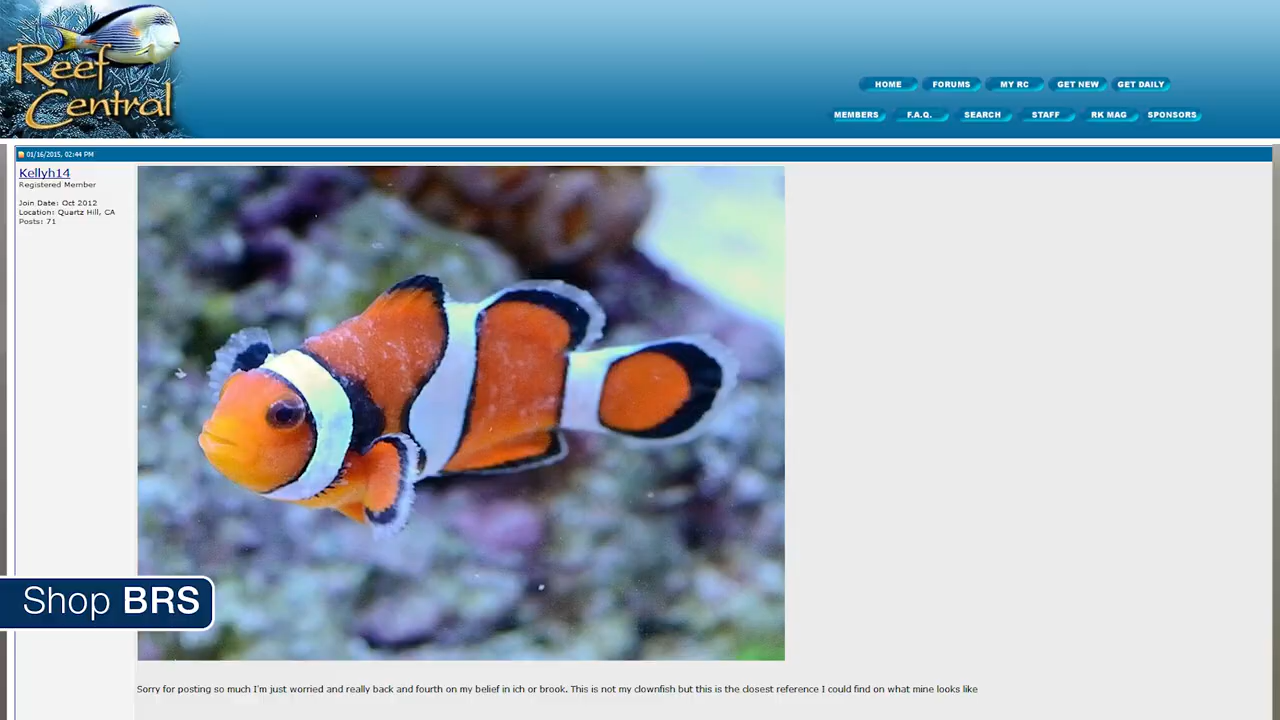 Reef
Central
HOME FORUMS MY RC GET NEW GET DAILY
MEMBERS F.A.Q. SEARCH STAFF RK MAG SPONSORS
01/16/2015, 02:44 PM
Kellyh14
Registered Member
Join Date: Oct 2012
Location: Quartz Hill, CA
Posts: 71
Shop BRS
Sorry for posting so much I'm just worried and really back and fourth on my belief in ich or brook. This is not my clownfish but this is the closest reference I could find on what mine looks like